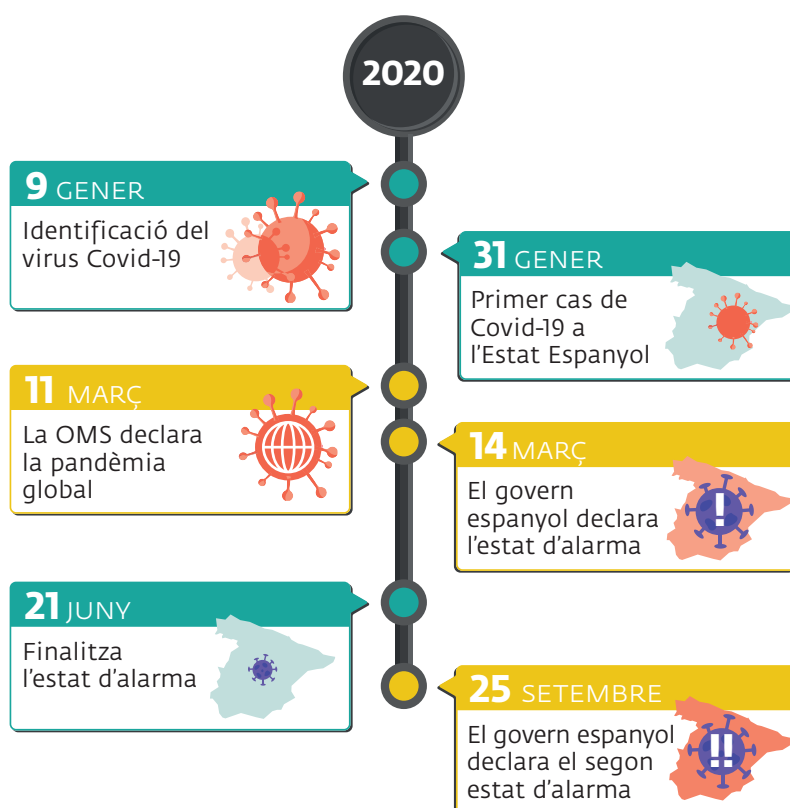 2020
9 GENER
Identificació del
virus Covid-19
31 GENER
Primer cas de
Covid-19 a
l'Estat Espanyol
11 MARÇ
La OMS declara
la pandèmia
global
14 MARÇ
El govern
espanyol declara
l'estat d'alarma
21 JUNY
Finalitza
l'estat d'alarma
25 SETEMBRE
El govern espanyol
declara el segon
estat d'alarma